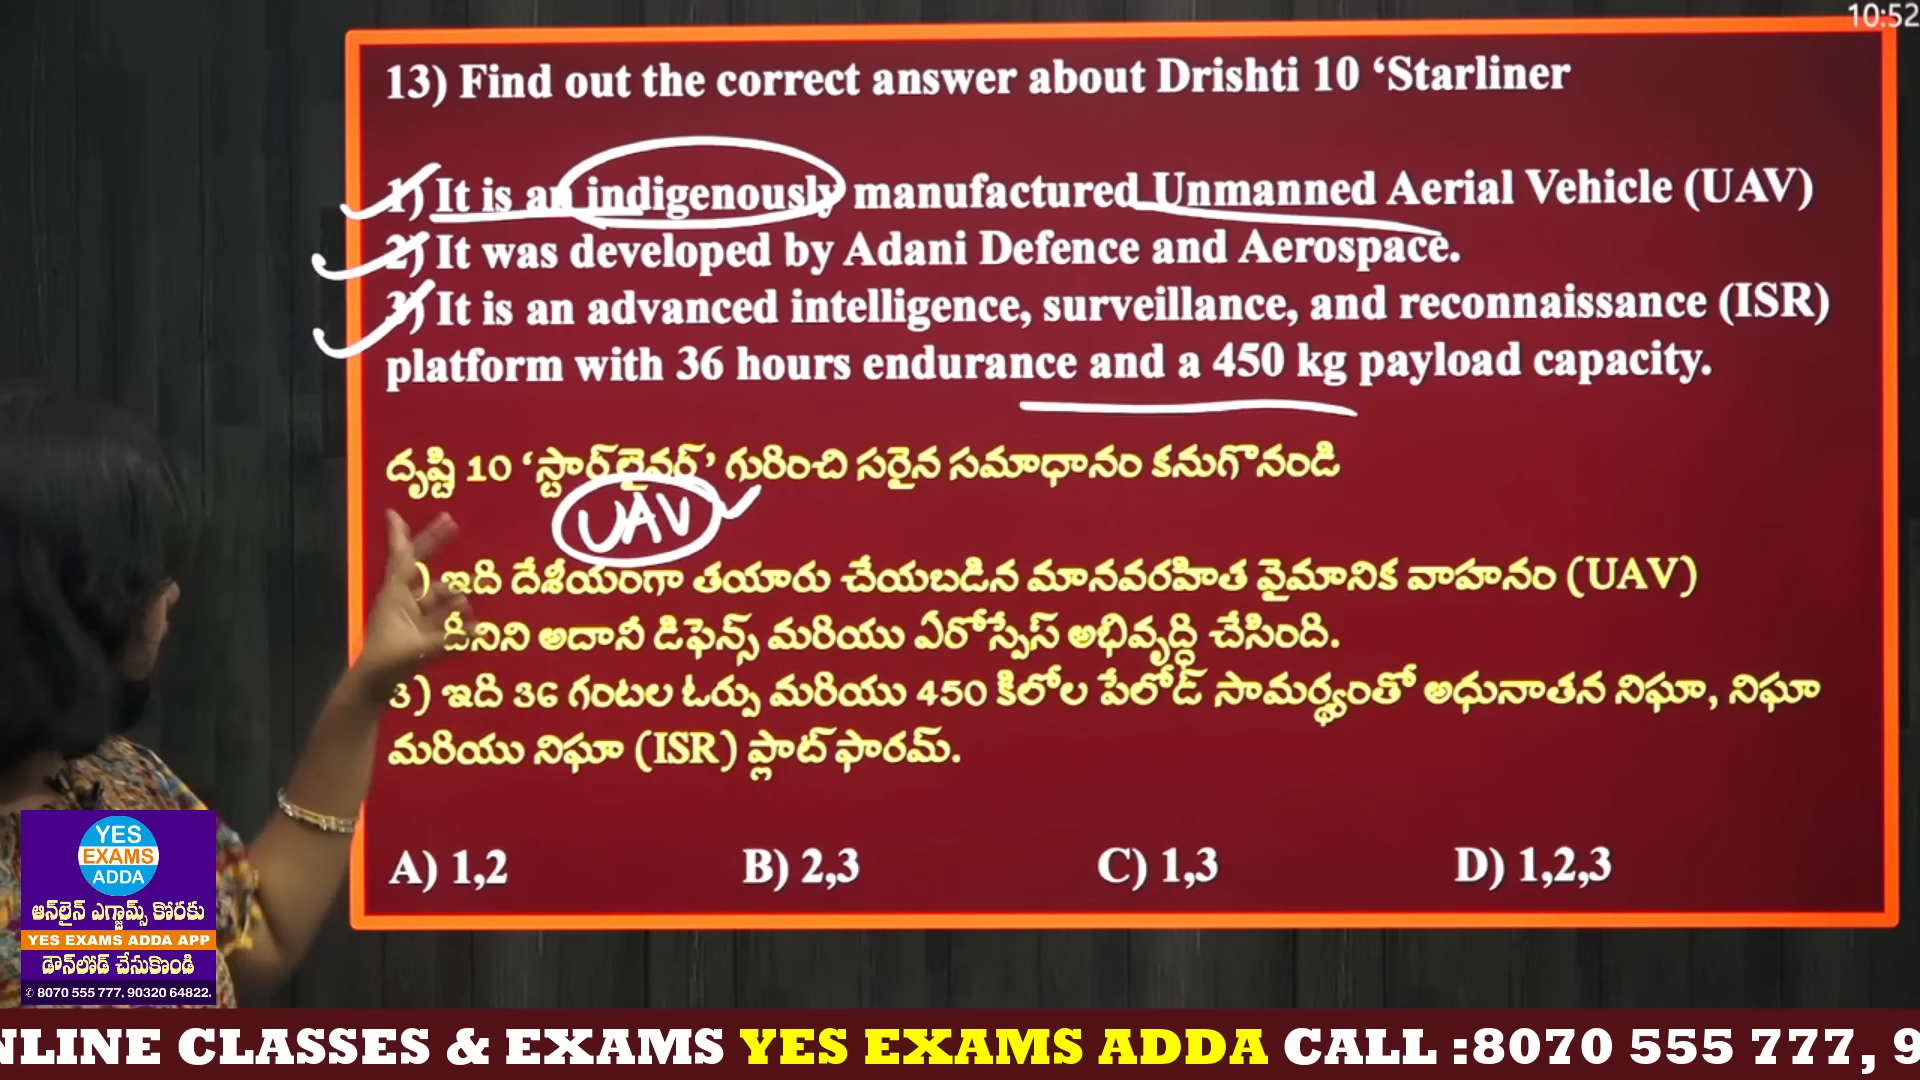 10:52
13) Find out the correct answer about Drishti 10 ‘Starliner
1) It is an indigenously manufactured Unmanned Aerial Vehicle (UAV)
2) It was developed by Adani Defence and Aerospace.
3) It is an advanced intelligence, surveillance, and reconnaissance (ISR)
platform with 36 hours endurance and a 450 kg payload capacity.
దృష్టి 10 ‘స్టార్‌లైనర్’ గురించి సరైన సమాధానం కనుగొనండి
UAV
) ఇది దేశీయంగా తయారు చేయబడిన మానవరహిత వైమానిక వాహనం (UAV)
దీనిని అదానీ డిఫెన్స్ మరియు ఏరోస్పేస్ అభివృద్ధి చేసింది.
3) ఇది 36 గంటల ఓర్పు మరియు 450 కిలోల పేలోడ్ సామర్థ్యంతో అధునాతన నిఘా, నిఘా
మరియు నిఘా (ISR) ప్లాట్‌ఫారమ్.
A) 1,2 B) 2,3 C) 1,3 D) 1,2,3
YES
EXAMS
ADDA
ఆన్‌లైన్ ఎగ్జామ్స్ కొరకు
YES EXAMS ADDA APP
డౌన్‌లోడ్ చేసుకొండి
✆ 8070 555 777, 90320 64822.
NLINE CLASSES & EXAMS YES EXAMS ADDA CALL :8070 555 777, 9